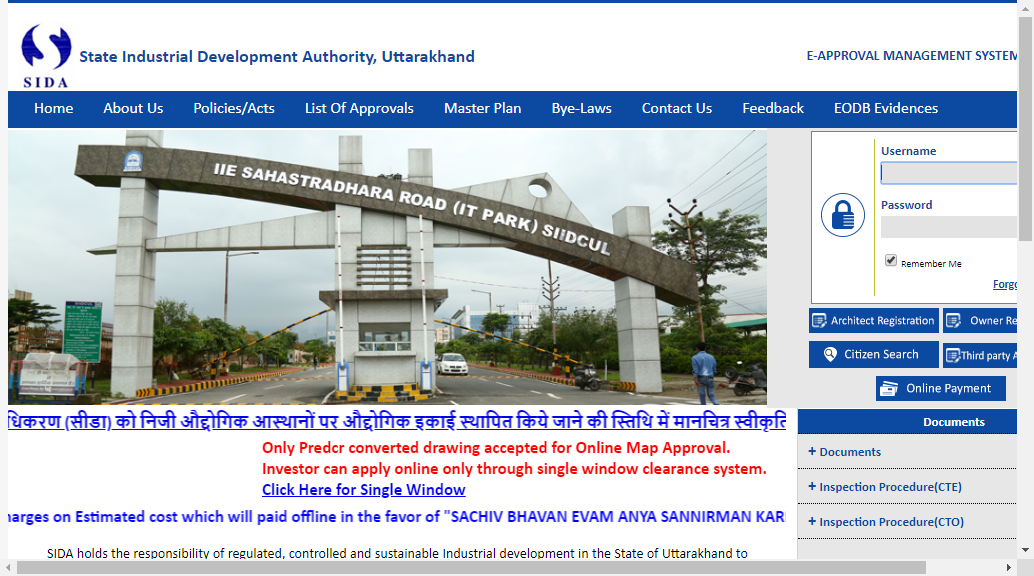 SIDA
State Industrial Development Authority, Uttarakhand
E-APPROVAL MANAGEMENT SYSTEM
Home About Us Policies/Acts List Of Approvals Master Plan Bye-Laws Contact Us Feedback EODB Evidences
IIE SAHASTRADHARA ROAD (IT PARK) SIIDCUL
Username
Password
Remember Me
Forgo
Architect Registration
Owner Re
Citizen Search
Third party A
Online Payment
धिकरण (सीडा) को निजी औद्दोगिक आस्थानों पर औद्दोगिक इकाई स्थापित किये जाने की स्तिथि में मानचित्र स्वीकृति
Only Predcr converted drawing accepted for Online Map Approval.
Investor can apply online only through single window clearance system.
Click Here for Single Window
harges on Estimated cost which will paid offline in the favor of "SACHIV BHAVAN EVAM ANYA SANNIRMAN KAR
SIDA holds the responsibility of regulated, controlled and sustainable Industrial development in the State of Uttarakhand to
Documents
+ Documents
+ Inspection Procedure(CTE)
+ Inspection Procedure(CTO)